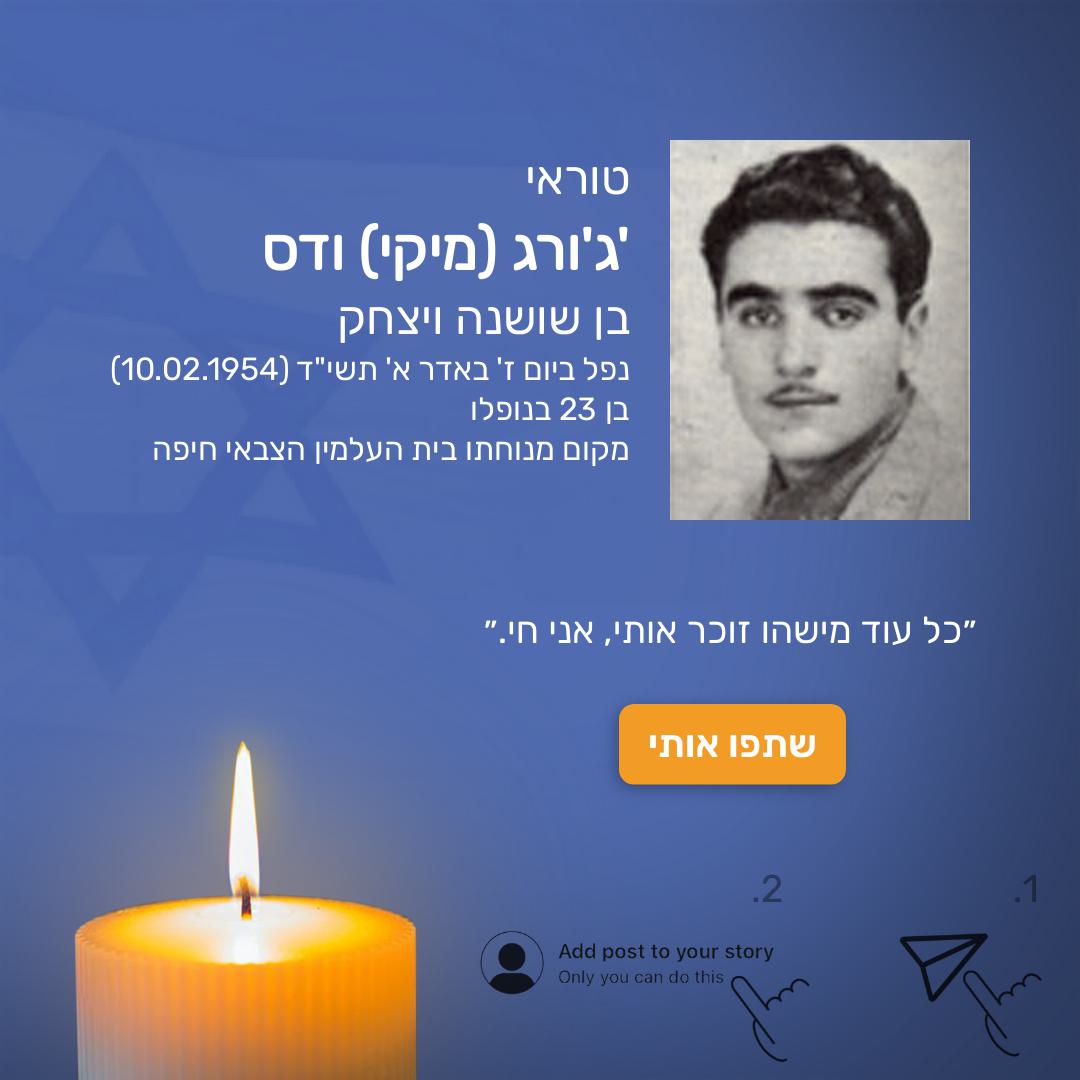 טוראי
ג'ורג' (מיקי) ודס
בן שושנה ויצחק
נפל ביום ז' באדר א' תשי"ד (10.02.1954)
בן 23 בנופלו
מקום מנוחתו בית העלמין הצבאי חיפה
״כל עוד מישהו זוכר אותי, אני חי.״
שתפו אותי
1.
2.
Add post to your story
Only you can do this